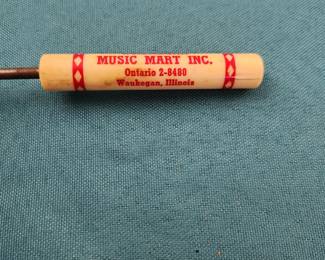 MUSIC MART INC.
Ontario 2-8480
Waukegan, Illinois